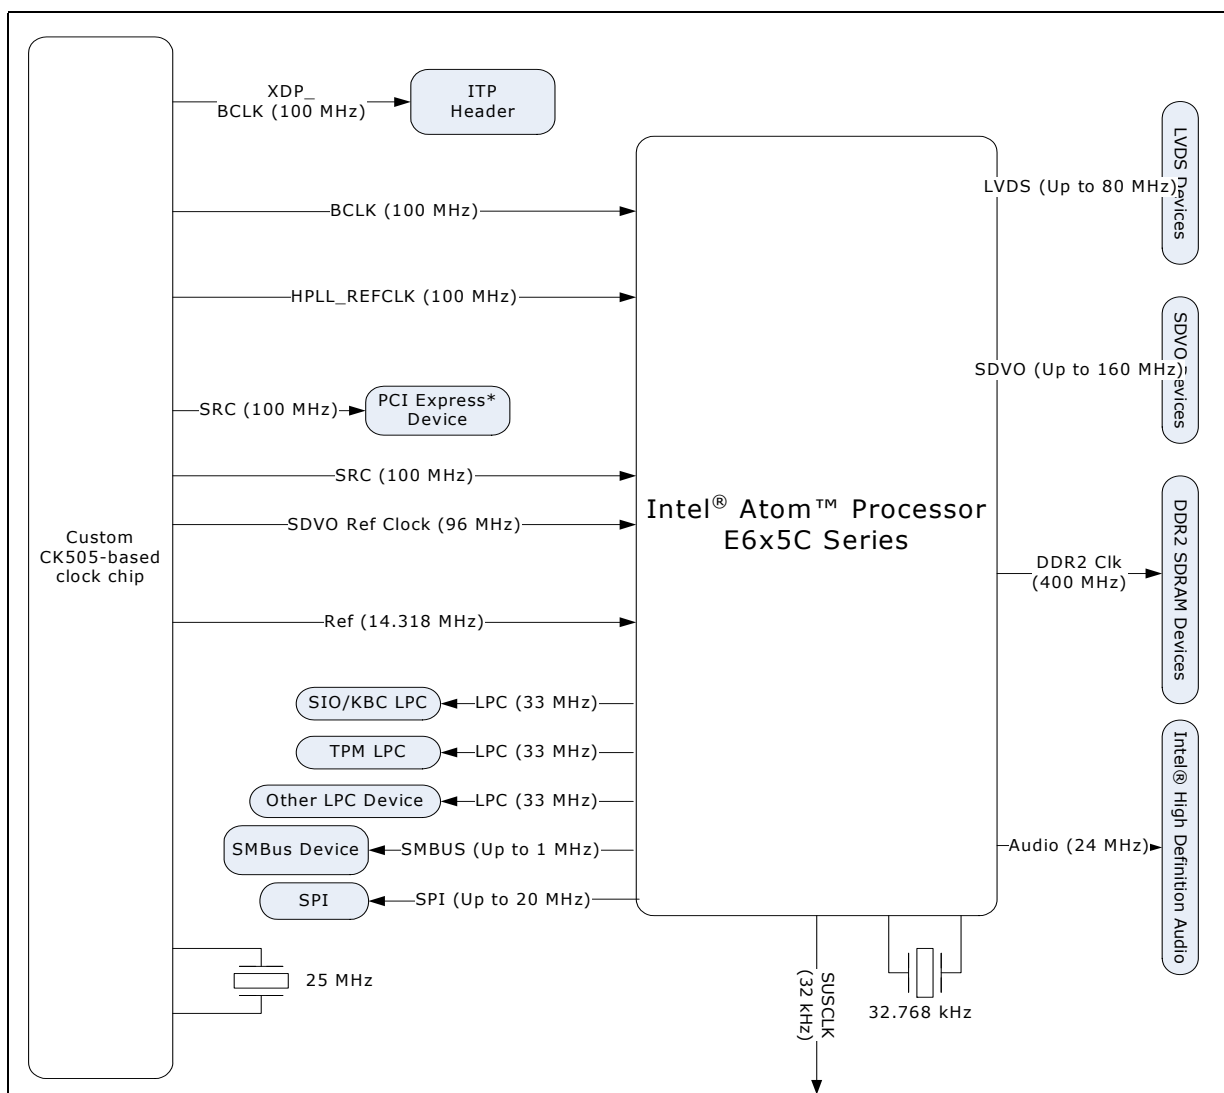 XDP_
BCLK (100 MHz)
ITP
Header
BCLK (100 MHz)
HPLL_REFCLK (100 MHz)
SRC (100 MHz)
PCI Express*
Device
SRC (100 MHz)
SDVO Ref Clock (96 MHz)
Custom
CK505-based
clock chip
Ref (14.318 MHz)
SIO/KBC LPC
LPC (33 MHz)
TPM LPC
LPC (33 MHz)
Other LPC Device
LPC (33 MHz)
SMBus Device
SMBUS (Up to 1 MHz)
SPI
SPI (Up to 20 MHz)
25 MHz
Intel® Atom™ Processor
E6x5C Series
LVDS (Up to 80 MHz)
LVDS Devices
SDVO (Up to 160 MHz)
SDVO Devices
DDR2 Clk
(400 MHz)
DDR2 SDRAM Devices
Audio (24 MHz)
Intel® High Definition Audio
SUSCLK
(32 kHz)
32.768 kHz